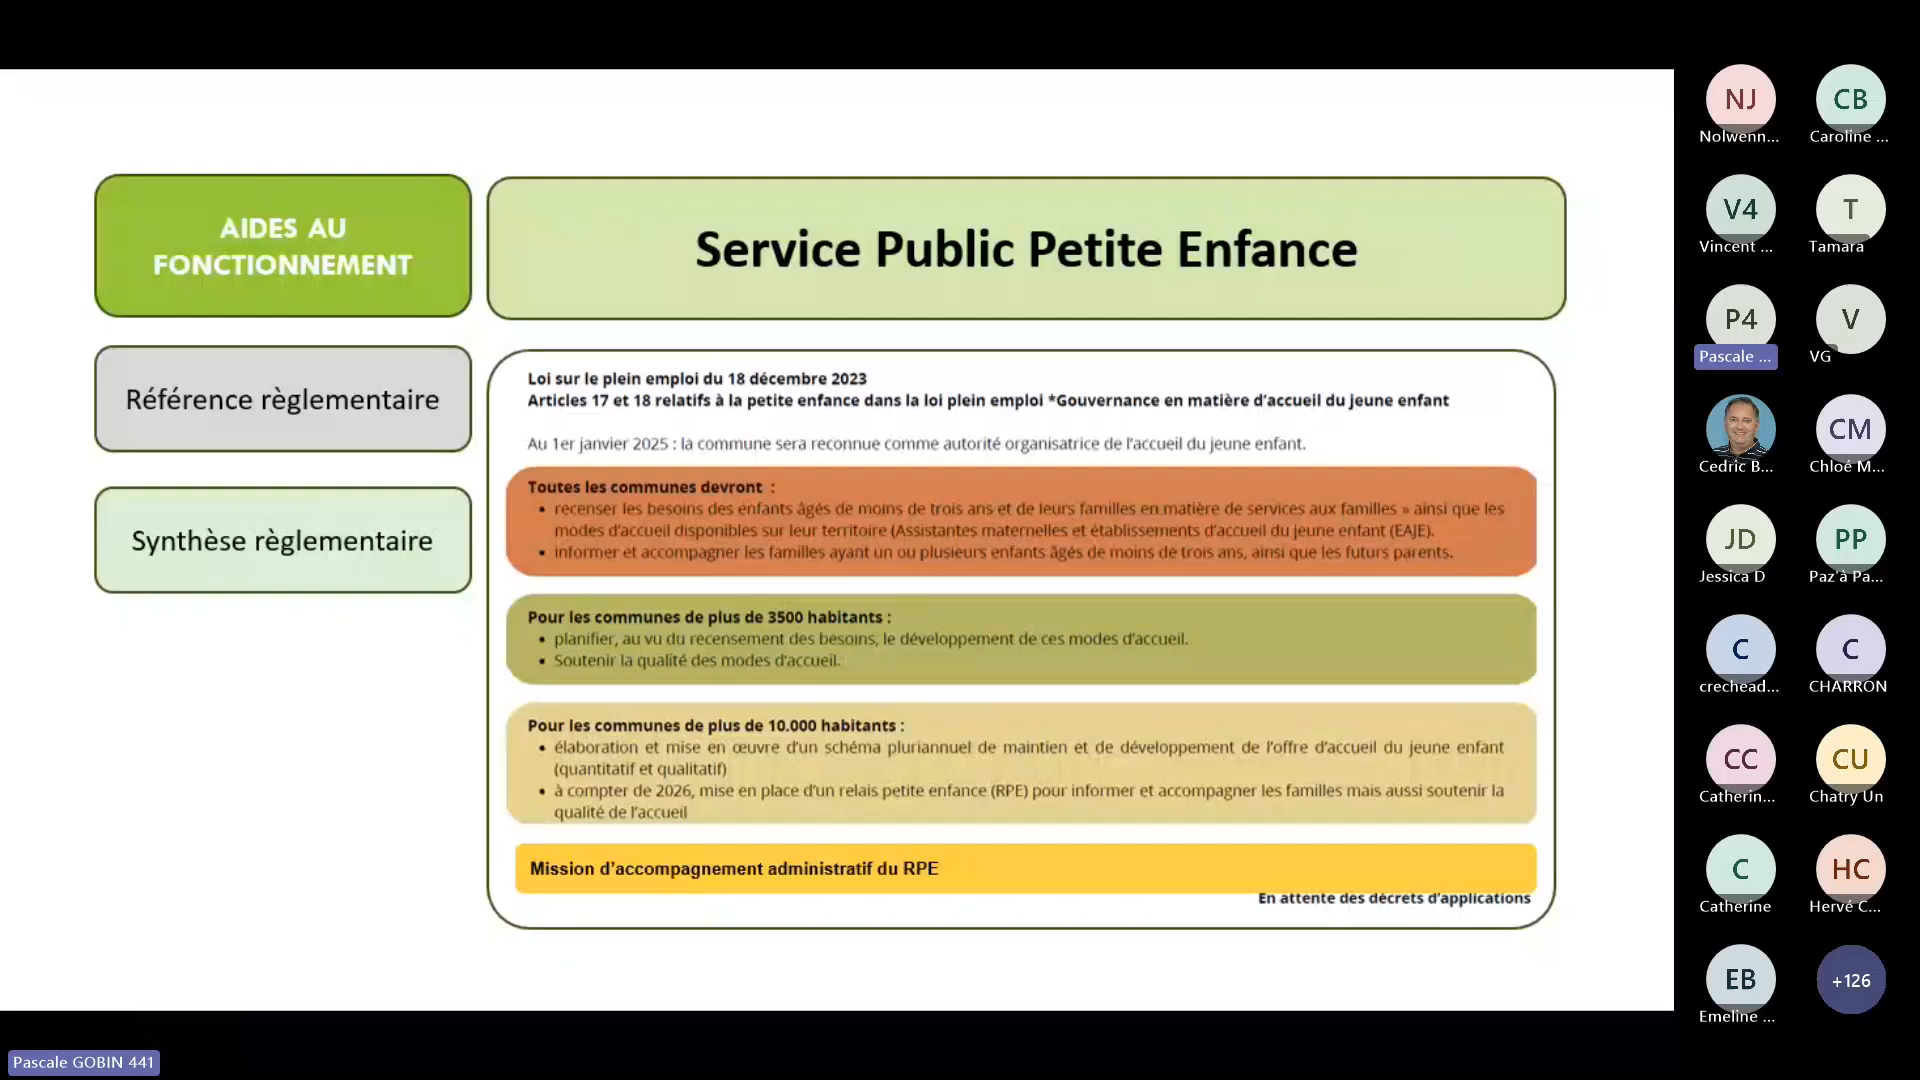 AIDES AU
FONCTIONNEMENT
Service Public Petite Enfance
Référence règlementaire
Synthèse règlementaire
Loi sur le plein emploi du 18 décembre 2023
Articles 17 et 18 relatifs à la petite enfance dans la loi plein emploi *Gouvernance en matière d’accueil du jeune enfant
Au 1er janvier 2025 : la commune sera reconnue comme autorité organisatrice de l’accueil du jeune enfant.
Toutes les communes devront :
• recenser les besoins des enfants âgés de moins de trois ans et de leurs familles en matière de services aux familles » ainsi que les
modes d’accueil disponibles sur leur territoire (Assistantes maternelles et établissements d’accueil du jeune enfant (EAJE).
• informer et accompagner les familles ayant un ou plusieurs enfants âgés de moins de trois ans, ainsi que les futurs parents.
Pour les communes de plus de 3500 habitants :
• planifier, au vu du recensement des besoins, le développement de ces modes d’accueil.
• Soutenir la qualité des modes d’accueil.
Pour les communes de plus de 10.000 habitants :
• élaboration et mise en œuvre d’un schéma pluriannuel de maintien et de développement de l’offre d’accueil du jeune enfant
(quantitatif et qualitatif)
• à compter de 2026, mise en place d’un relais petite enfance (RPE) pour informer et accompagner les familles mais aussi soutenir la
qualité de l’accueil
Mission d’accompagnement administratif du RPE
En attente des décrets d’applications
NJ
Nolwenn...
CB
Caroline ...
V4
Vincent ...
T
Tamara
P4
Pascale ...
V
VG
Cedric B...
CM
Chloé M...
JD
Jessica D
PP
Paz'à Pa...
C
crechead...
C
CHARRON
CC
Catherin...
CU
Chatry Un
C
Catherine
HC
Hervé C...
EB
Emeline ...
+126
Pascale GOBIN 441